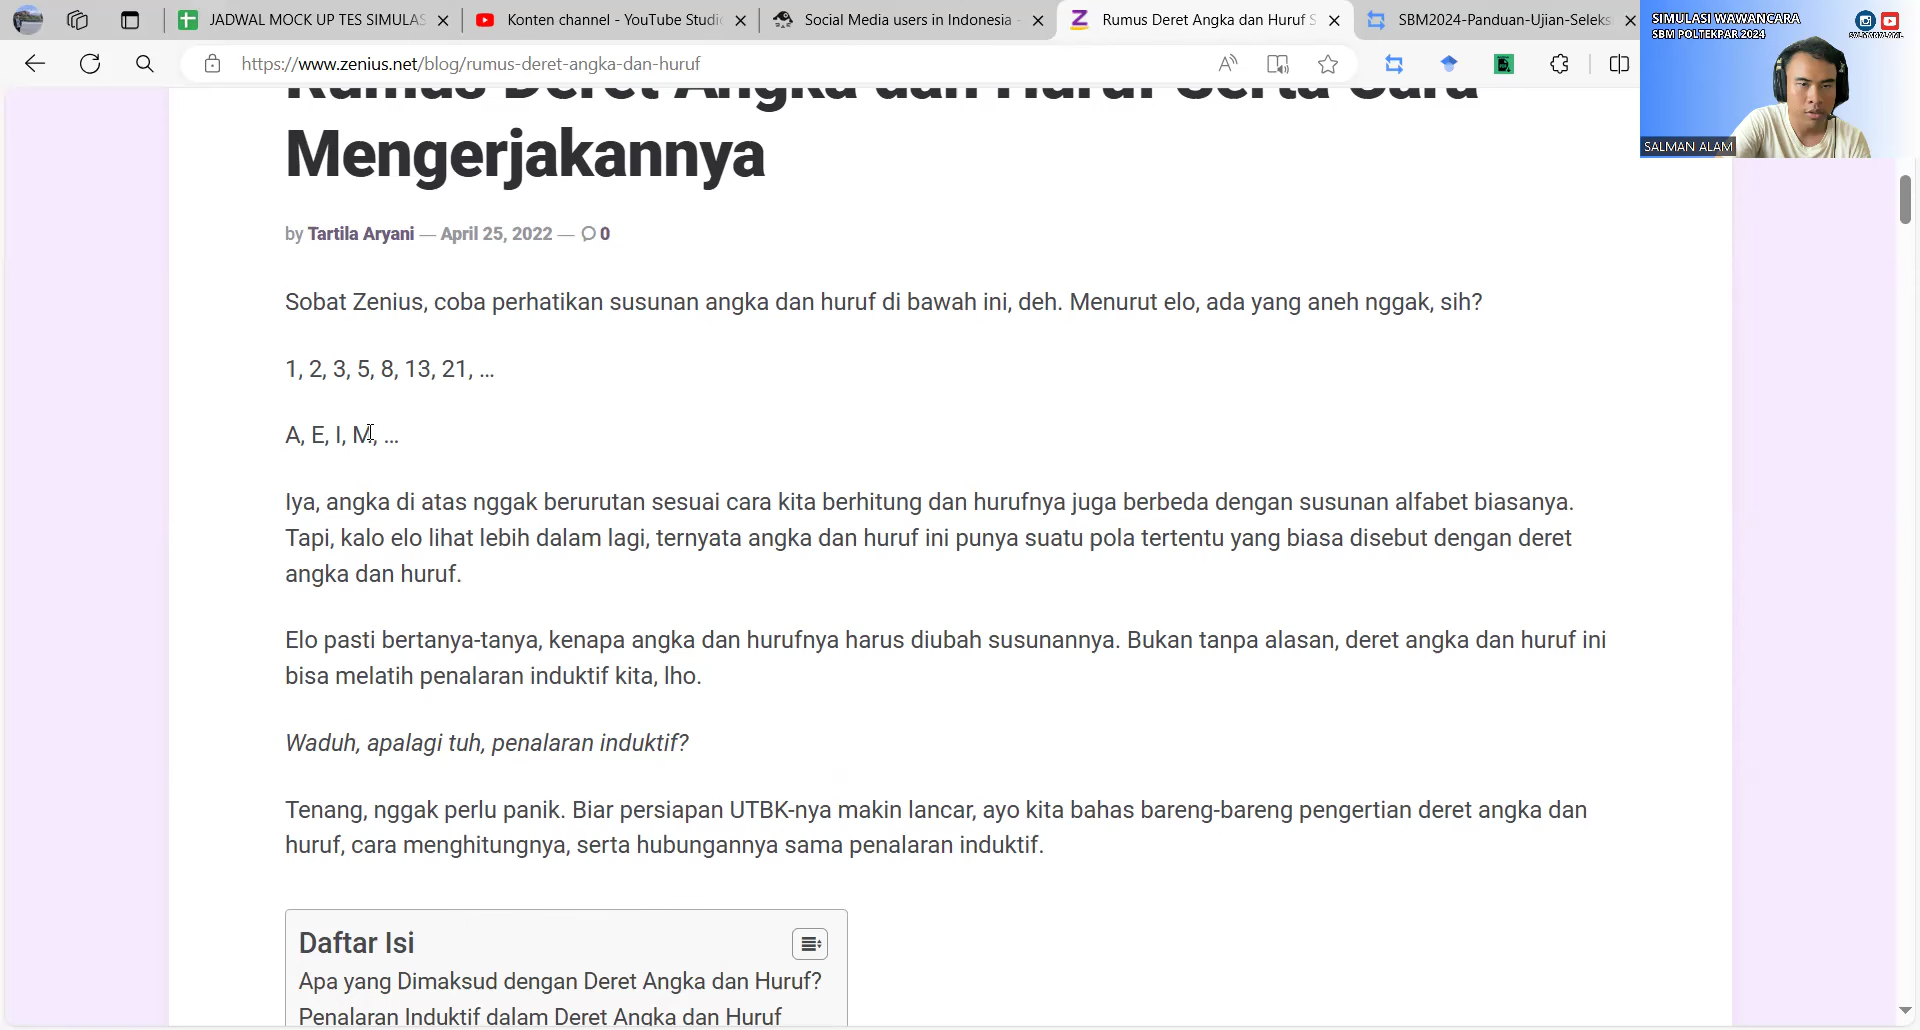 JADWAL MOCK UP TES SIMULAS
Konten channel - YouTube Studi
Social Media users in Indonesia -
Rumus Deret Angka dan Huruf S
SBM2024-Panduan-Ujian-Seleks
SIMULASI WAWANCARA
SBM POLTEKPAR 2024
https://www.zenius.net/blog/rumus-deret-angka-dan-huruf
SALMAN ALAM
Rumus Deret Angka dan Huruf Serta Cara
Mengerjakannya
by Tartila Aryani — April 25, 2022 — 0
Sobat Zenius, coba perhatikan susunan angka dan huruf di bawah ini, deh. Menurut elo, ada yang aneh nggak, sih?
1, 2, 3, 5, 8, 13, 21, …
A, E, I, M, …
Iya, angka di atas nggak berurutan sesuai cara kita berhitung dan hurufnya juga berbeda dengan susunan alfabet biasanya.
Tapi, kalo elo lihat lebih dalam lagi, ternyata angka dan huruf ini punya suatu pola tertentu yang biasa disebut dengan deret
angka dan huruf.
Elo pasti bertanya-tanya, kenapa angka dan hurufnya harus diubah susunannya. Bukan tanpa alasan, deret angka dan huruf ini
bisa melatih penalaran induktif kita, lho.
Waduh, apalagi tuh, penalaran induktif?
Tenang, nggak perlu panik. Biar persiapan UTBK-nya makin lancar, ayo kita bahas bareng-bareng pengertian deret angka dan
huruf, cara menghitungnya, serta hubungannya sama penalaran induktif.
Daftar Isi
Apa yang Dimaksud dengan Deret Angka dan Huruf?
Penalaran Induktif dalam Deret Angka dan Huruf